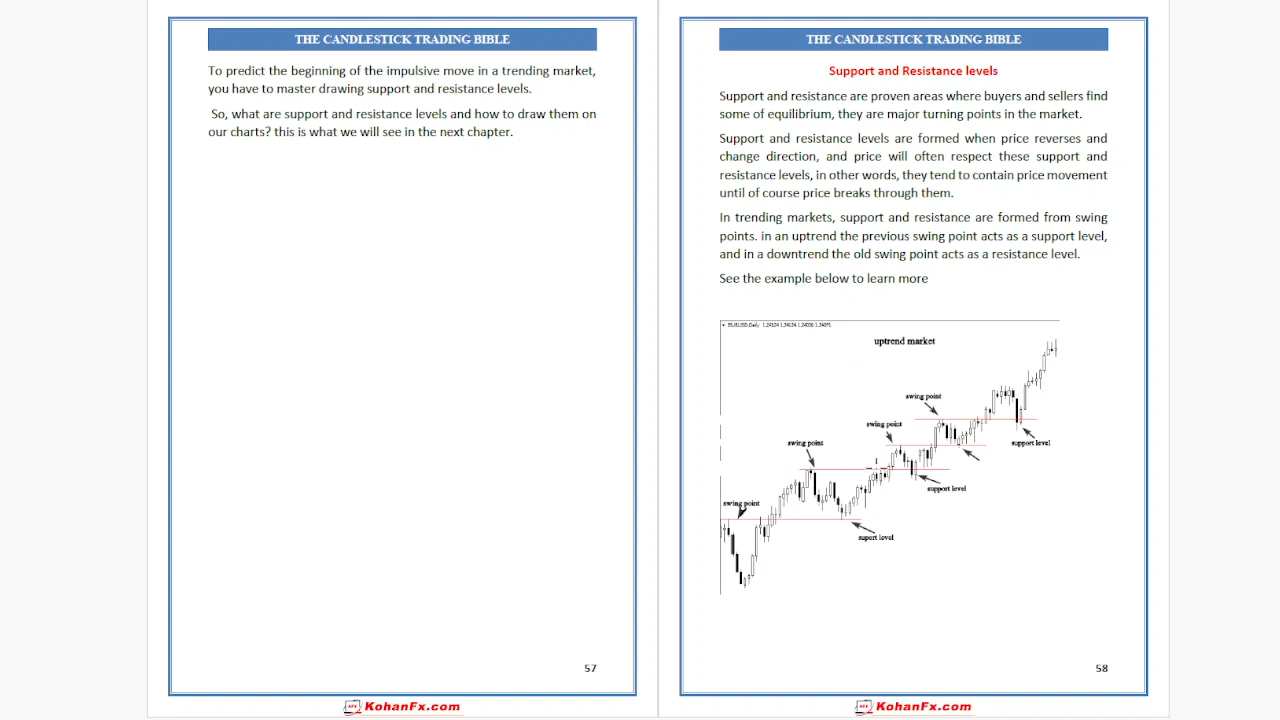 THE CANDLESTICK TRADING BIBLE
To predict the beginning of the impulsive move in a trending market,
you have to master drawing support and resistance levels.
So, what are support and resistance levels and how to draw them on
our charts? this is what we will see in the next chapter.
57
KohanFx.com
THE CANDLESTICK TRADING BIBLE
Support and Resistance levels
Support and resistance are proven areas where buyers and sellers find
some of equilibrium, they are major turning points in the market.
Support and resistance levels are formed when price reverses and
change direction, and price will often respect these support and
resistance levels, in other words, they tend to contain price movement
until of course price breaks through them.
In trending markets, support and resistance are formed from swing
points. in an uptrend the previous swing point acts as a support level,
and in a downtrend the old swing point acts as a resistance level.
See the example below to learn more
EURUSD,Daily
uptrend market
swing point
swing point
support level
swing point
support level
swing point
suport level
58
KohanFx.com